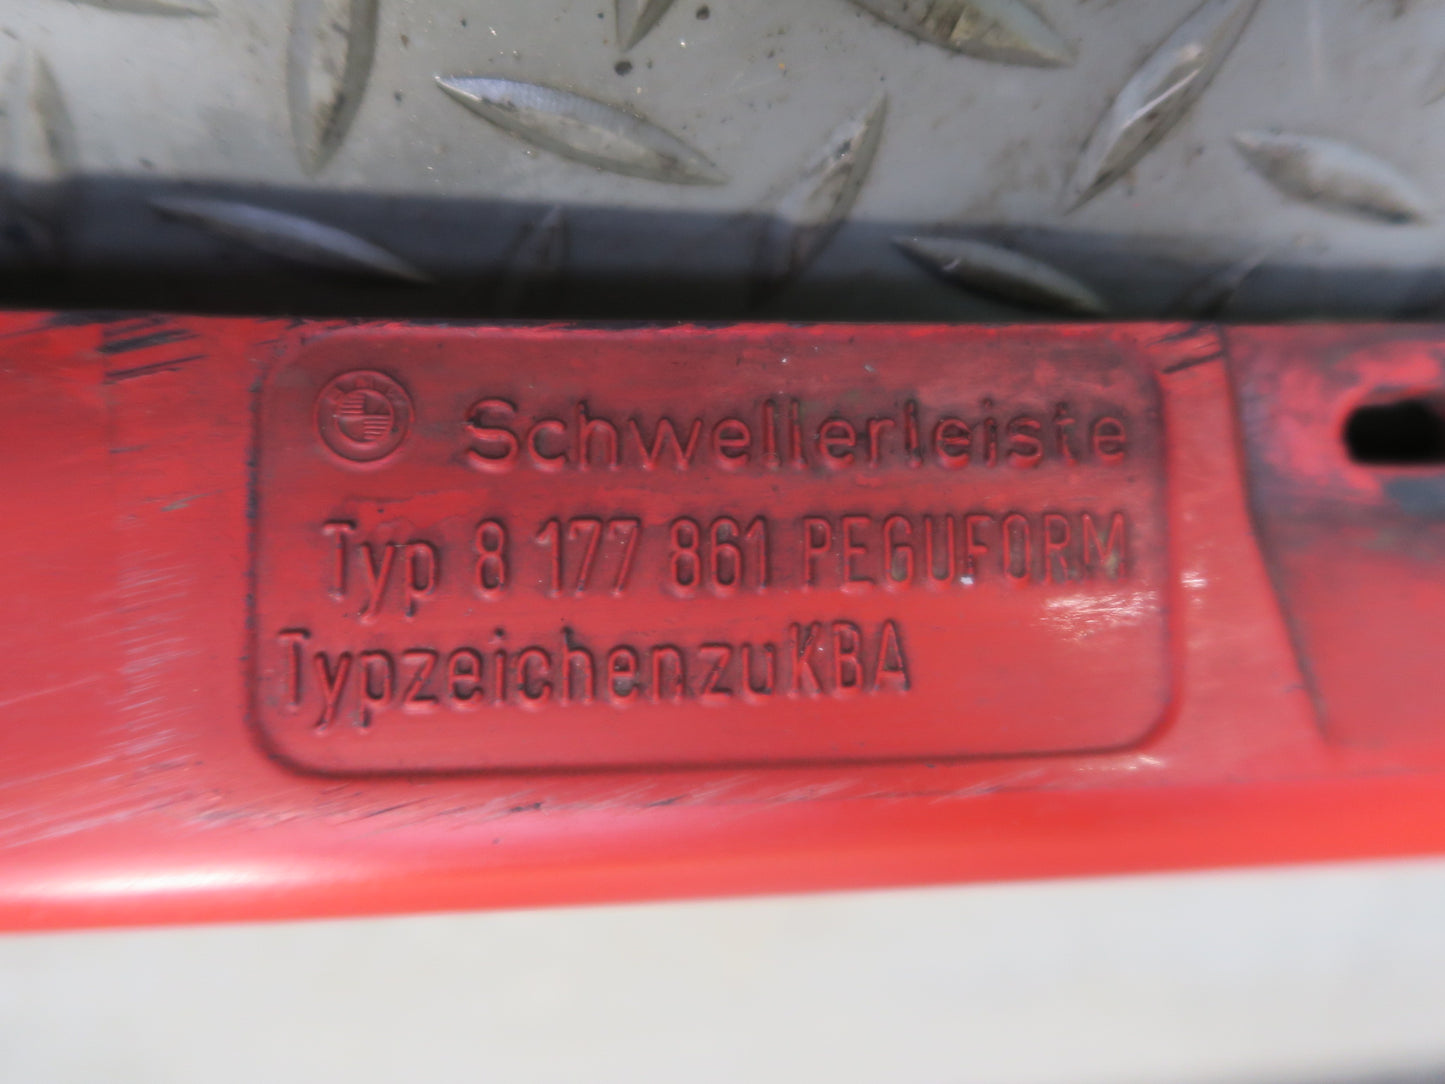 Schwellerleiste
Typ 8 177 861 PEGUFORM
TypzeichenzuKBA